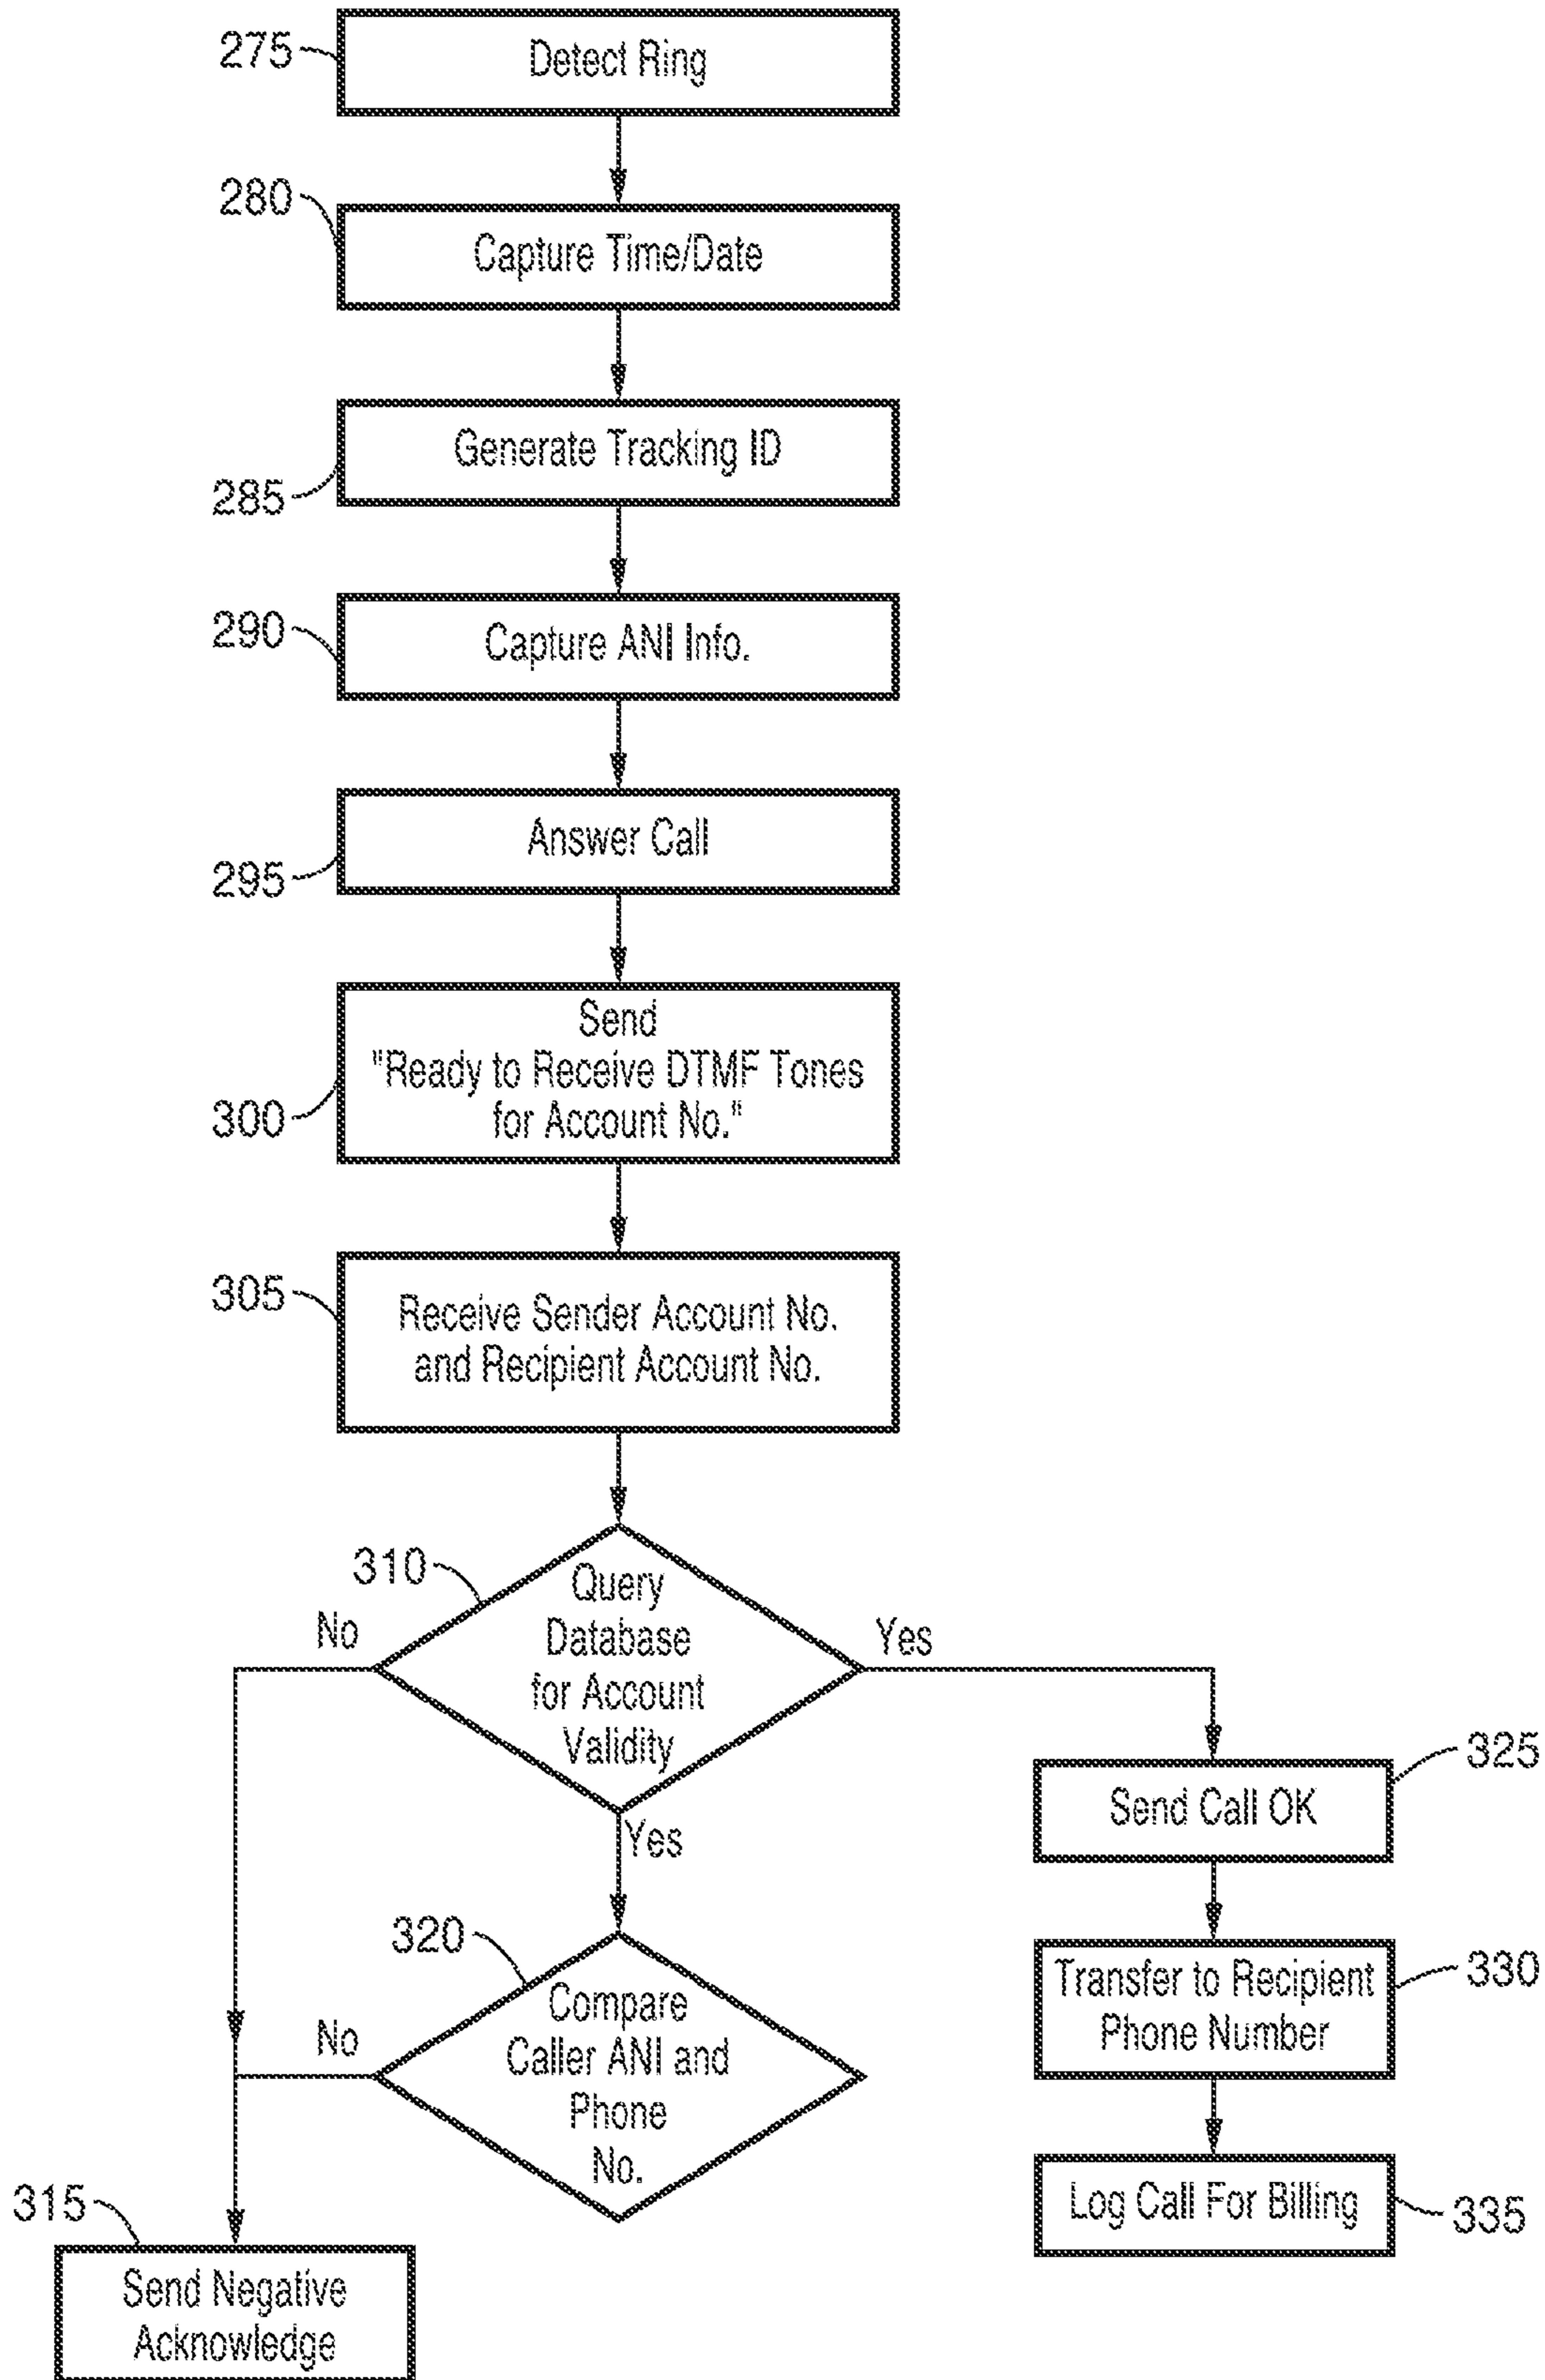 275
Detect Ring
280
Capture Time/Date
Generate Tracking ID
285
290
Capture ANI Info.
Answer Call
295
Send
"Ready to Receive DTMF Tones
for Account No."
300
305
Receive Sender Account No.
and Recipient Account No.
310
Query
Database
for Account
Validity
No
Yes
Yes
325
Send Call OK
320
Compare
Caller ANI and
Phone
No.
No
330
Transfer to Recipient
Phone Number
315
Send Negative
Acknowledge
Log Call For Billing
335